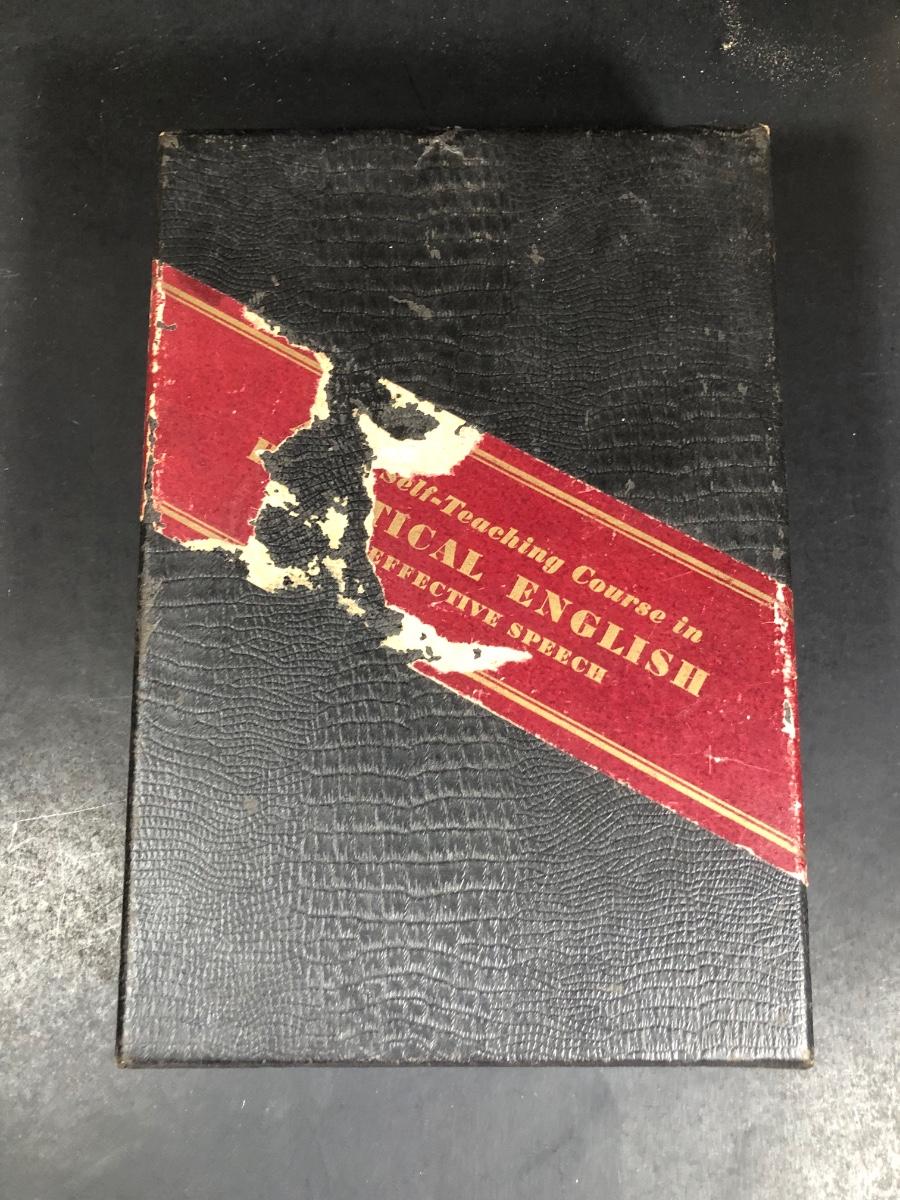 Self-Teaching Course in
TICAL ENGLISH
EFFECTIVE SPEECH